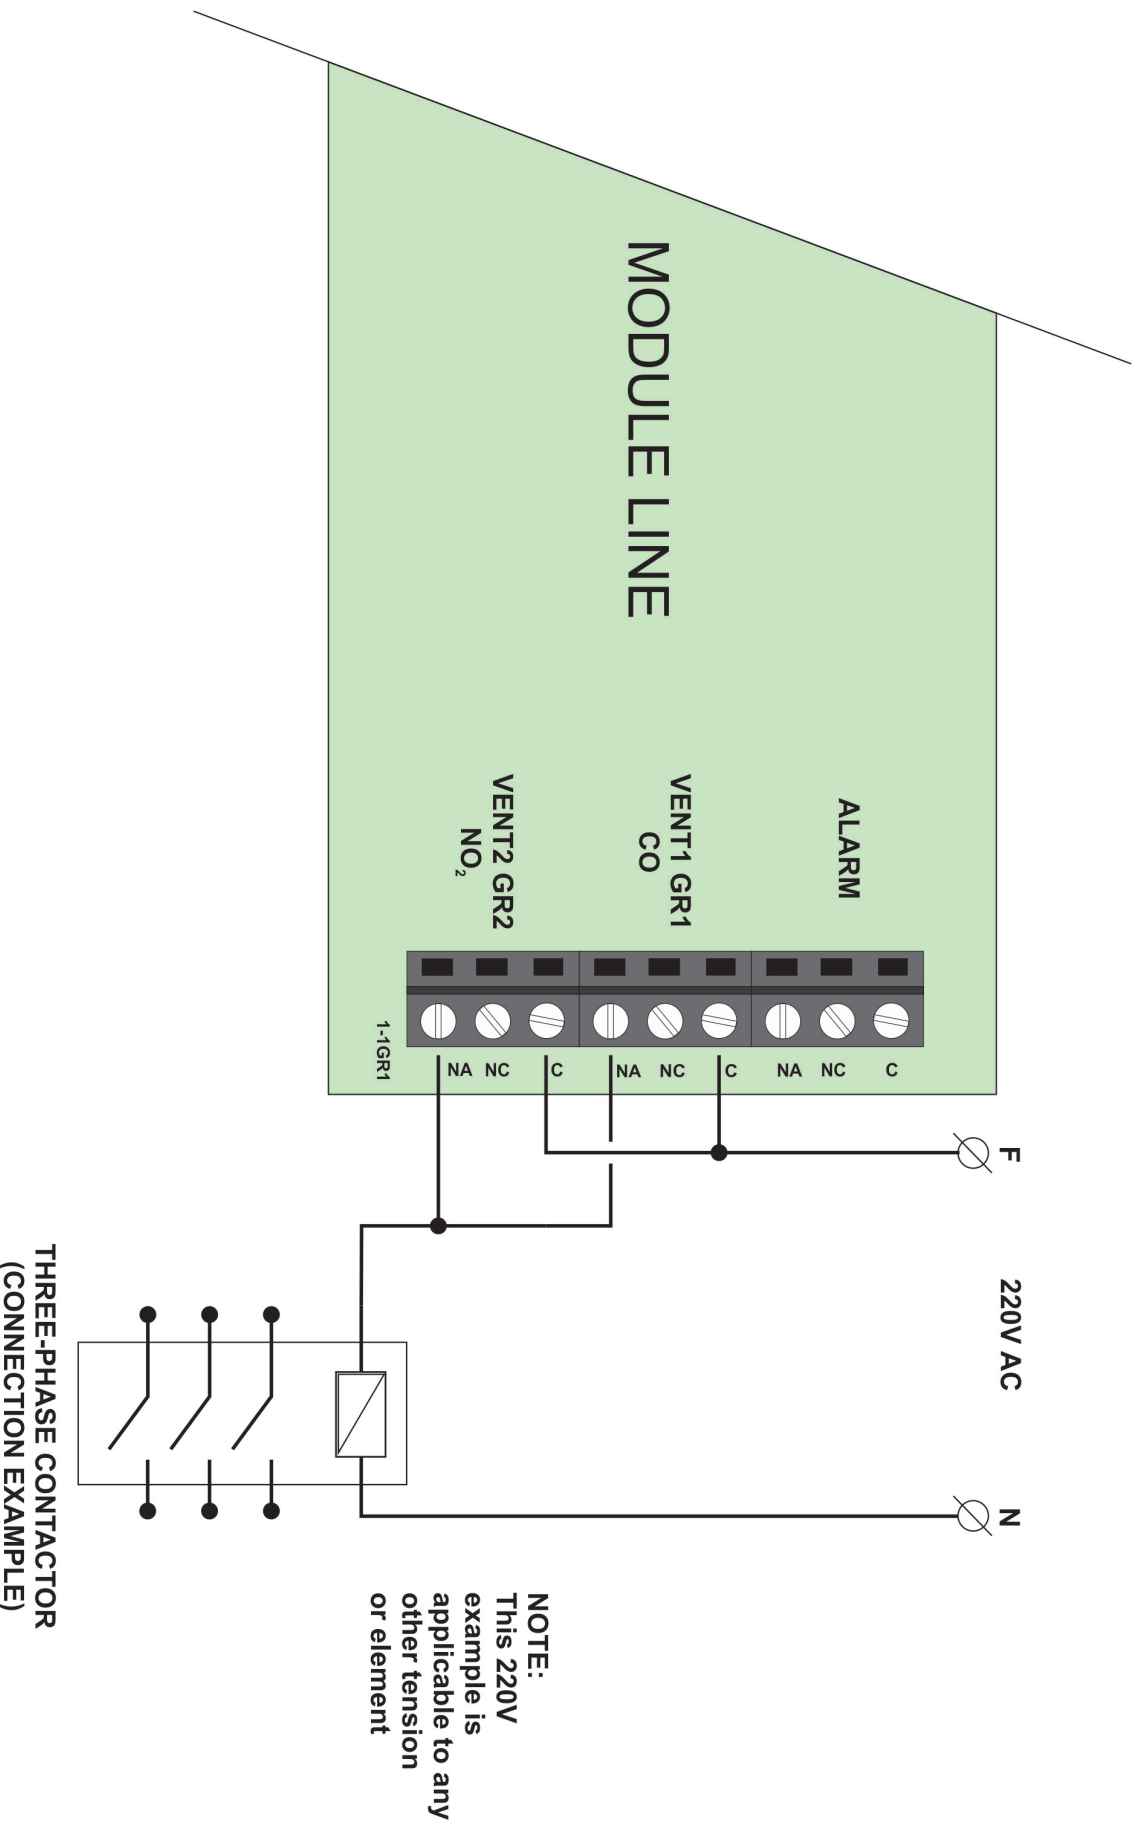 MODULE LINE
ALARM
VENT1 GR1
CO
VENT2 GR2
NO₂
C
NC
NA
C
NC
NA
C
NC
NA
1-1GR1
F
220V AC
N
NOTE:
This 220V
example is
applicable to any
other tension
or element
THREE-PHASE CONTACTOR
(CONNECTION EXAMPLE)